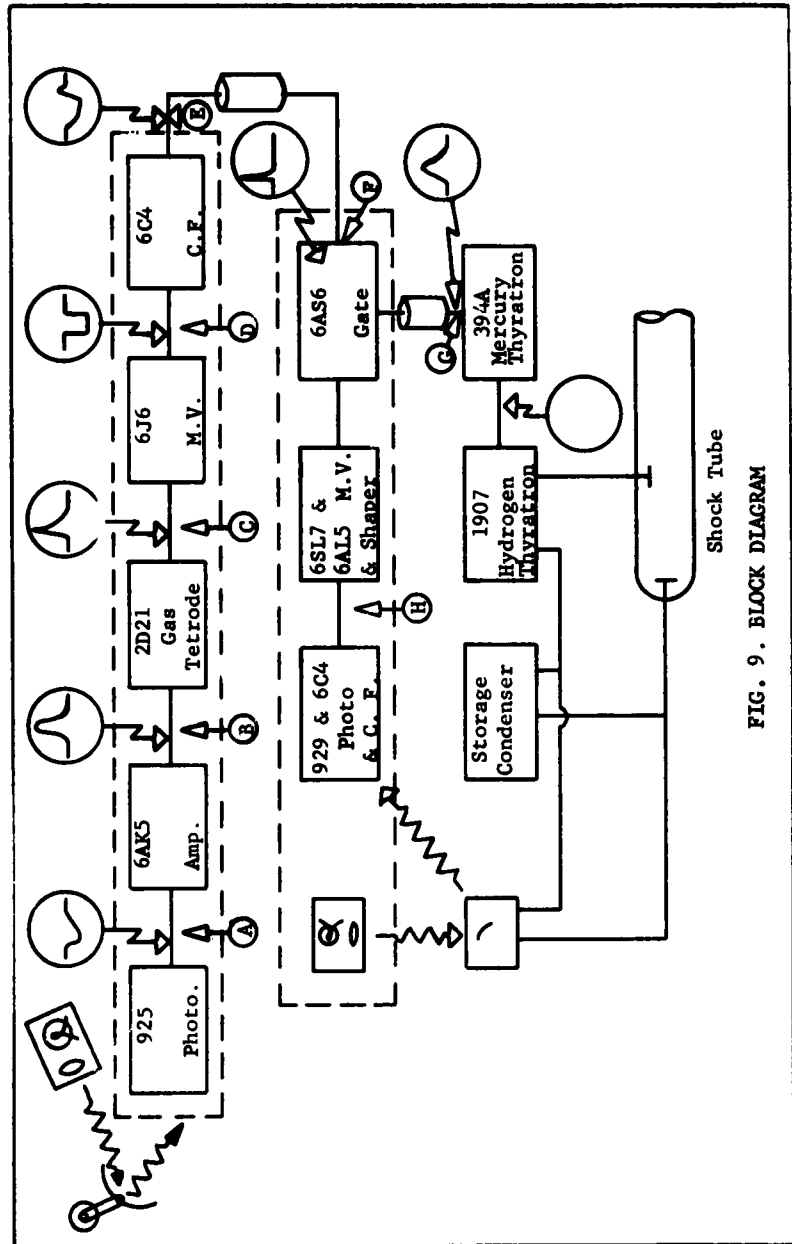 925
Photo.
A
6AK5
Amp.
B
2D21
Gas
Tetrode
C
6J6
M.V.
D
6C4
C.F.
E
929 & 6C4
Photo
& C. F.
H
6SL7 &
6AL5 M.V.
& Shaper
6AS6
Gate
F
G
Storage
Condenser
1907
Hydrogen
Thyratron
394A
Mercury
Thyratron
Shock Tube
FIG. 9. BLOCK DIAGRAM